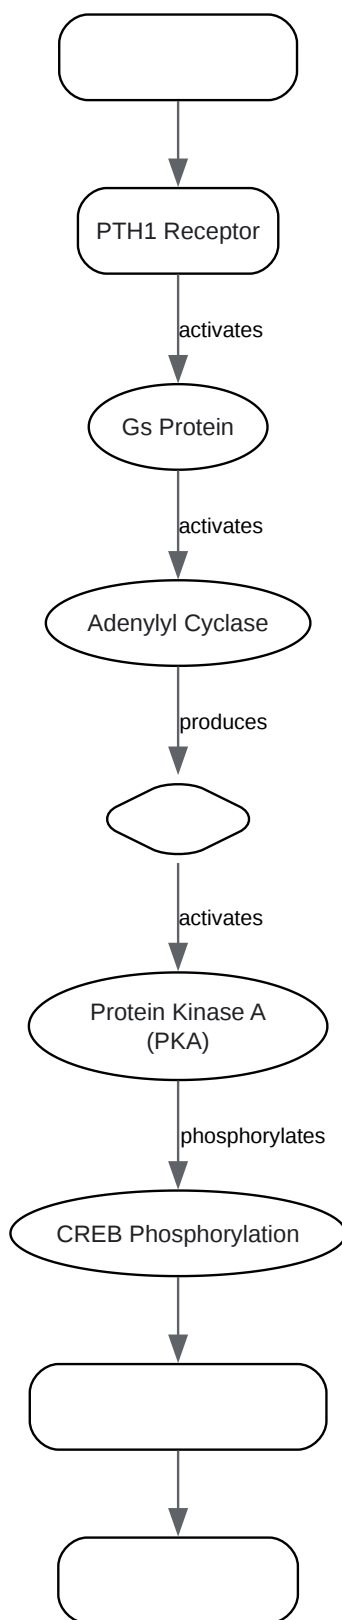 PTH1 Receptor
activates
Gs Protein
activates
Adenylyl Cyclase
produces
activates
Protein Kinase A
(PKA)
phosphorylates
CREB Phosphorylation